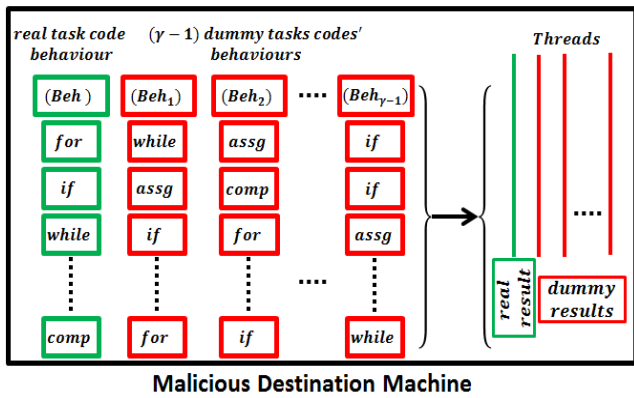 real task code behaviour
(γ − 1) dummy tasks codes' behaviours
Threads
(Beh ) (Beh₁) (Beh₂) .... (Behᵧ₋₁)
for while assg if
if assg comp if
while if for assg
....
....
comp for if while
real result
dummy results
Malicious Destination Machine